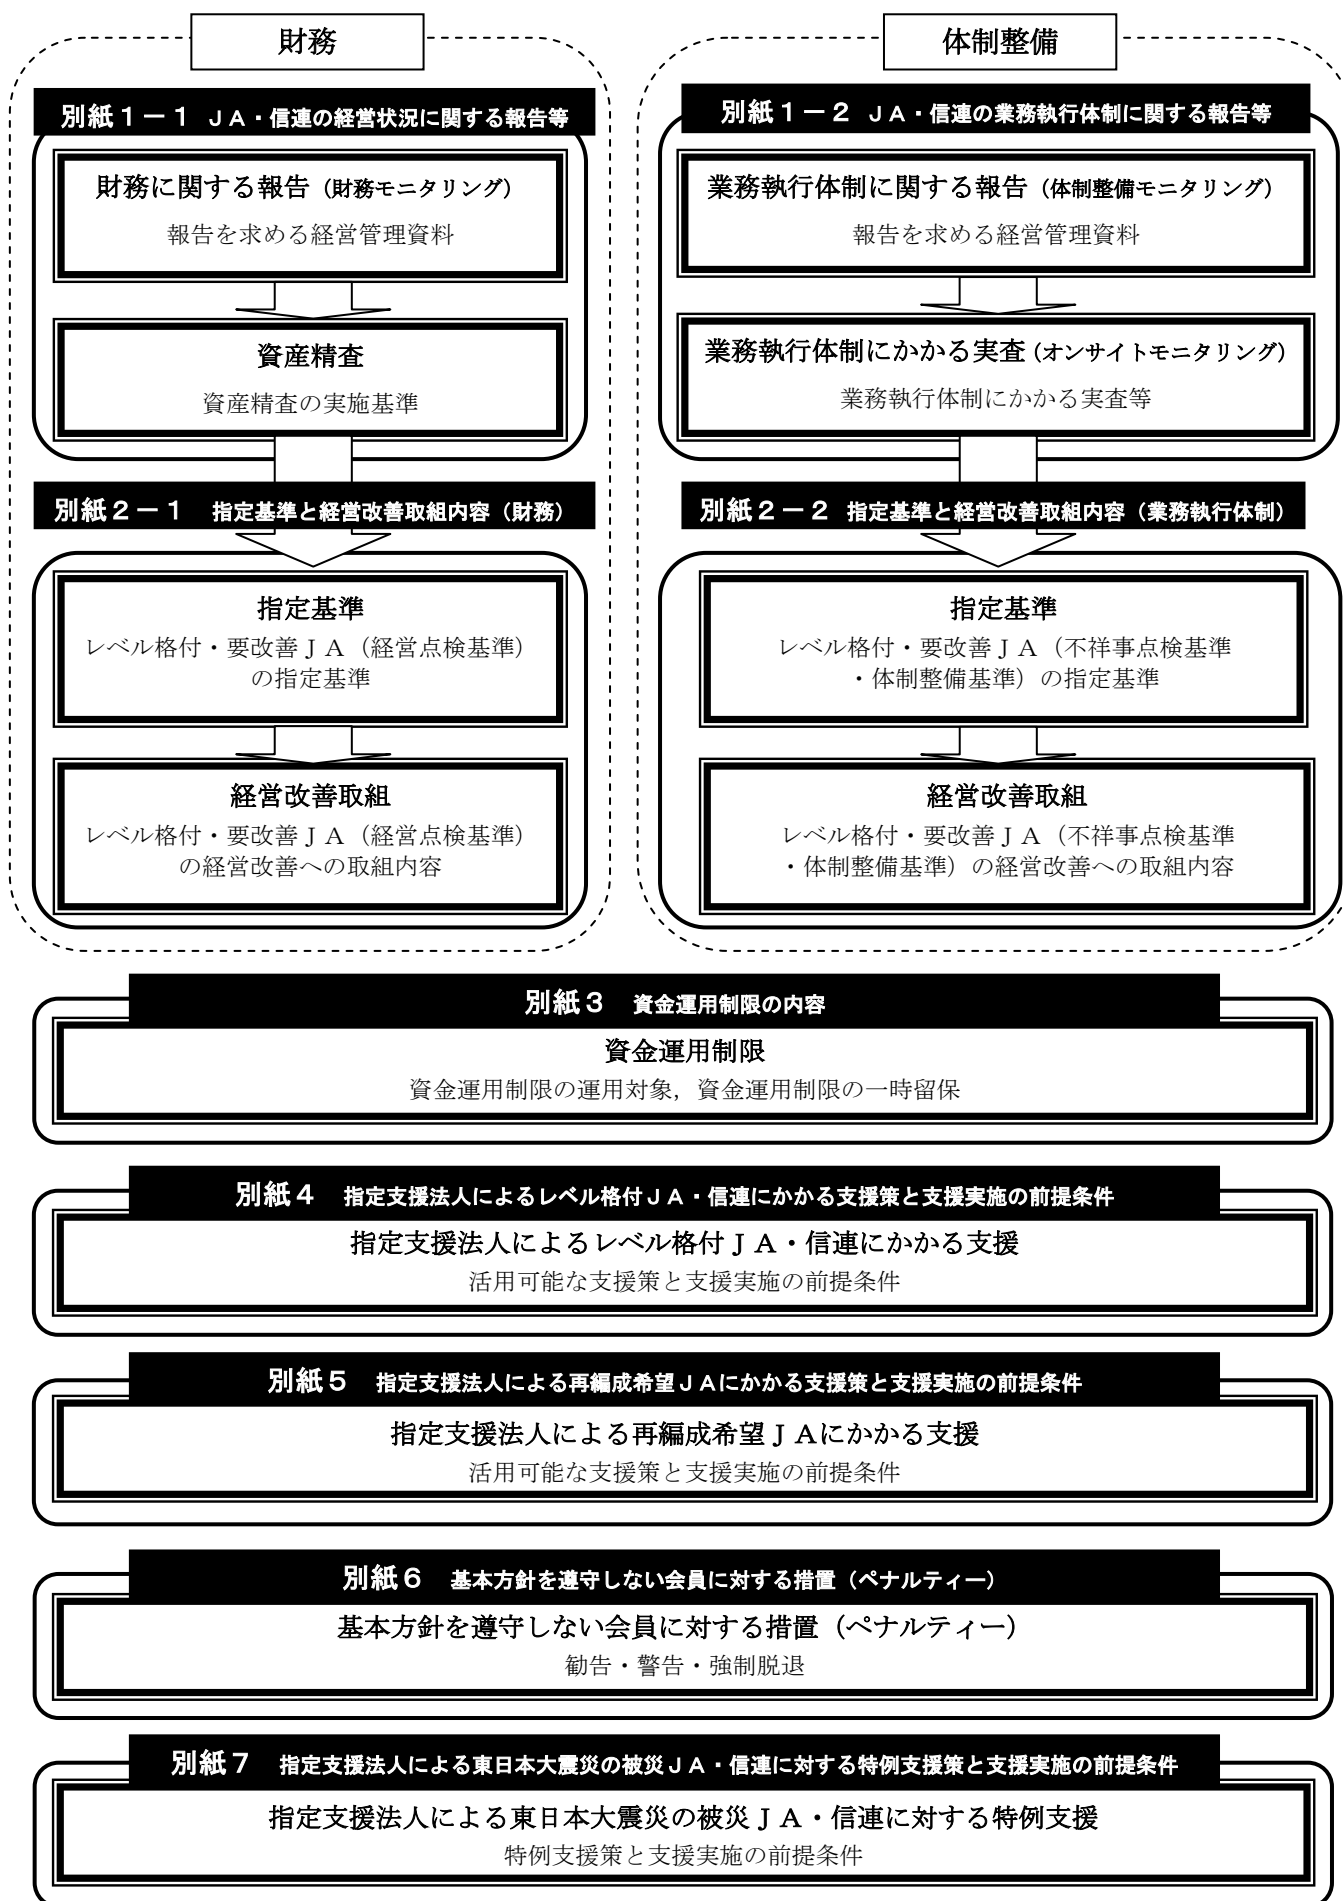 財務
別紙１－１ ＪＡ・信連の経営状況に関する報告等
財務に関する報告（財務モニタリング）
報告を求める経営管理資料
資産精査
資産精査の実施基準
別紙２－１ 指定基準と経営改善取組内容（財務）
指定基準
レベル格付・要改善ＪＡ（経営点検基準）
の指定基準
経営改善取組
レベル格付・要改善ＪＡ（経営点検基準）
の経営改善への取組内容
体制整備
別紙１－２ ＪＡ・信連の業務執行体制に関する報告等
業務執行体制に関する報告（体制整備モニタリング）
報告を求める経営管理資料
業務執行体制にかかる実査（オンサイトモニタリング）
業務執行体制にかかる実査等
別紙２－２ 指定基準と経営改善取組内容（業務執行体制）
指定基準
レベル格付・要改善ＪＡ（不祥事点検基準
・体制整備基準）の指定基準
経営改善取組
レベル格付・要改善ＪＡ（不祥事点検基準
・体制整備基準）の経営改善への取組内容
別紙３ 資金運用制限の内容
資金運用制限
資金運用制限の運用対象，資金運用制限の一時留保
別紙４ 指定支援法人によるレベル格付ＪＡ・信連にかかる支援策と支援実施の前提条件
指定支援法人によるレベル格付ＪＡ・信連にかかる支援
活用可能な支援策と支援実施の前提条件
別紙５ 指定支援法人による再編成希望ＪＡにかかる支援策と支援実施の前提条件
指定支援法人による再編成希望ＪＡにかかる支援
活用可能な支援策と支援実施の前提条件
別紙６ 基本方針を遵守しない会員に対する措置（ペナルティー）
基本方針を遵守しない会員に対する措置（ペナルティー）
勧告・警告・強制脱退
別紙７ 指定支援法人による東日本大震災の被災ＪＡ・信連に対する特例支援策と支援実施の前提条件
指定支援法人による東日本大震災の被災ＪＡ・信連に対する特例支援
特例支援策と支援実施の前提条件